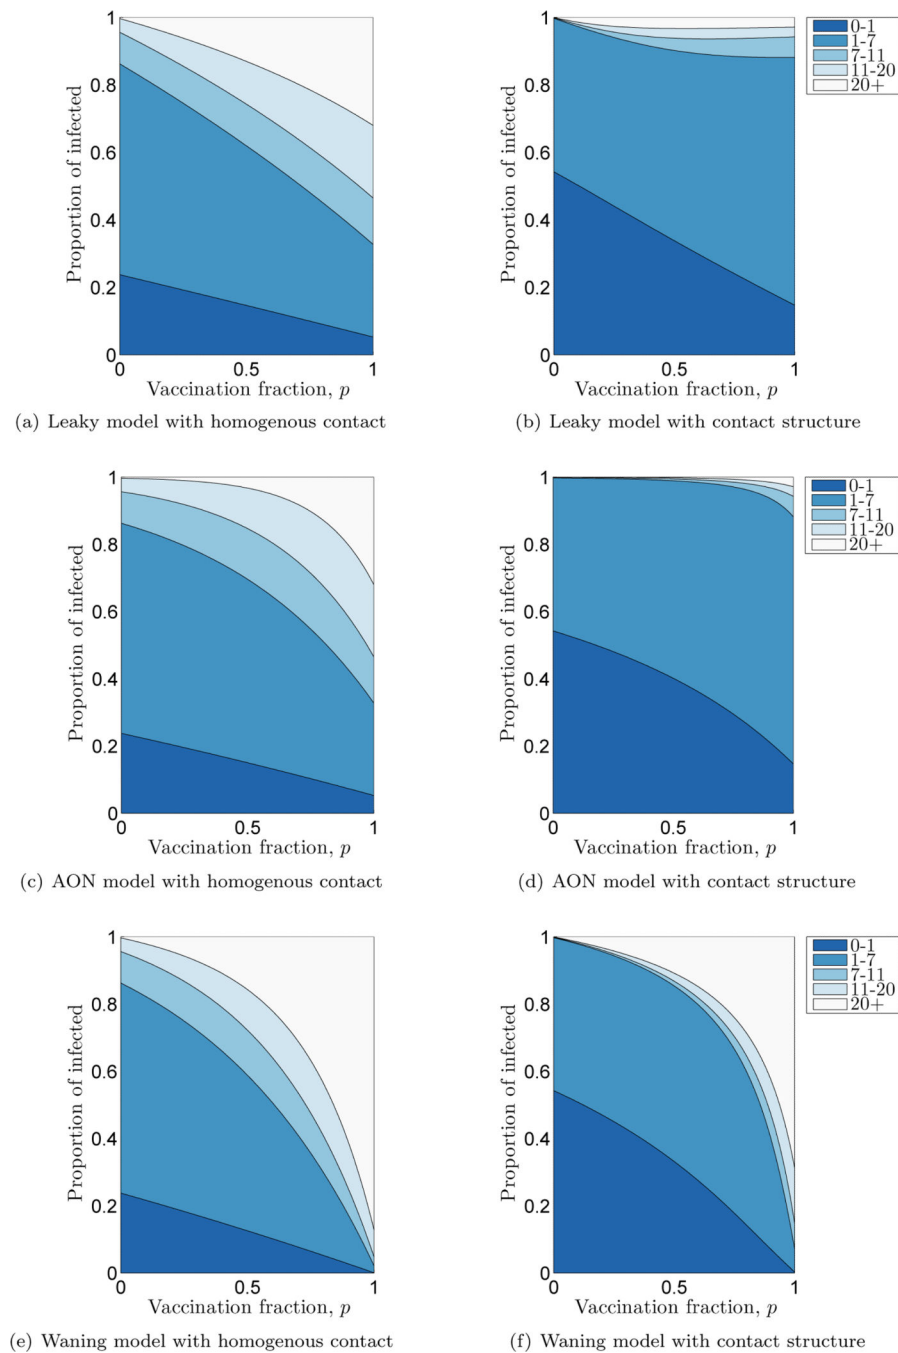 1
0.8
0.6
0.4
0.2
0
Proportion of infected
0 0.5 1
Vaccination fraction, p
(a) Leaky model with homogenous contact
1
0.8
0.6
0.4
0.2
0
Proportion of infected
0 0.5 1
Vaccination fraction, p
(b) Leaky model with contact structure
0-1
1-7
7-11
11-20
20+
1
0.8
0.6
0.4
0.2
0
Proportion of infected
0 0.5 1
Vaccination fraction, p
(c) AON model with homogenous contact
1
0.8
0.6
0.4
0.2
0
Proportion of infected
0 0.5 1
Vaccination fraction, p
(d) AON model with contact structure
0-1
1-7
7-11
11-20
20+
1
0.8
0.6
0.4
0.2
0
Proportion of infected
0 0.5 1
Vaccination fraction, p
(e) Waning model with homogenous contact
1
0.8
0.6
0.4
0.2
0
Proportion of infected
0 0.5 1
Vaccination fraction, p
(f) Waning model with contact structure
0-1
1-7
7-11
11-20
20+